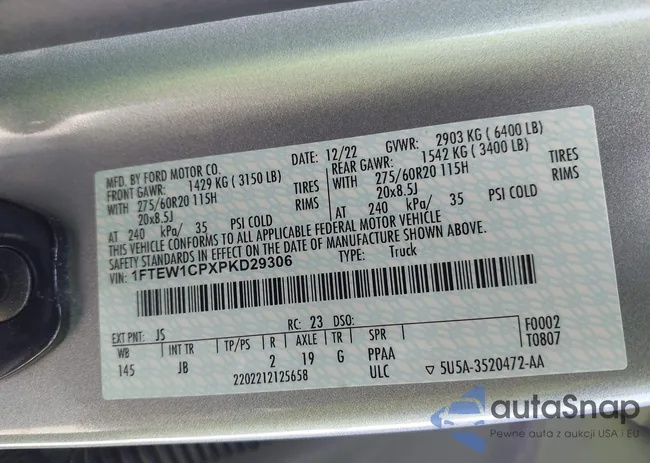 MFD. BY FORD MOTOR CO. DATE: 12/22 GVWR: 2903 KG ( 6400 LB)
FRONT GAWR: 1429 KG ( 3150 LB) REAR GAWR: 1542 KG ( 3400 LB)
WITH 275/60R20 115H TIRES WITH 275/60R20 115H TIRES
20x8.5J RIMS 20x8.5J RIMS
AT 240 kPa/ 35 PSI COLD AT 240 kPa/ 35 PSI COLD
THIS VEHICLE CONFORMS TO ALL APPLICABLE FEDERAL MOTOR VEHICLE
SAFETY STANDARDS IN EFFECT ON THE DATE OF MANUFACTURE SHOWN ABOVE.
VIN: 1FTEW1CPXPKD29306 TYPE: Truck
F0002
T0807
EXT PNT: JS RC: 23 DSO:
WB INT TR TP/PS R AXLE TR SPR
145 JB 2 19 G PPAA
2202212125658 ULC ▽ 5U5A-3520472-AA
autoSnap
Pewne auta z aukcji USA i EU